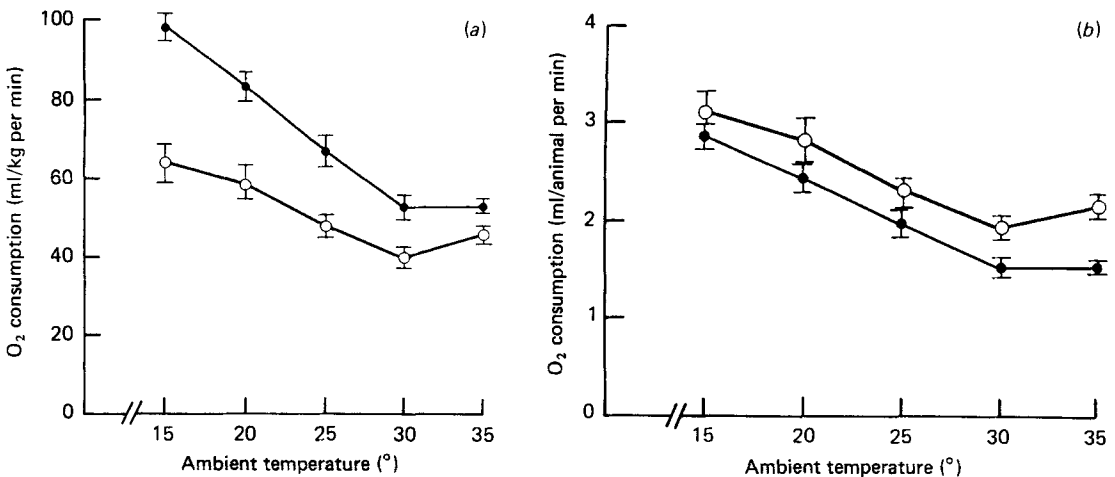 (a)
O₂ consumption (ml/kg per min)
100
80
60
40
20
0
15 20 25 30 35
Ambient temperature (°)
(b)
O₂ consumption (ml/animal per min)
4
3
2
1
0
15 20 25 30 35
Ambient temperature (°)